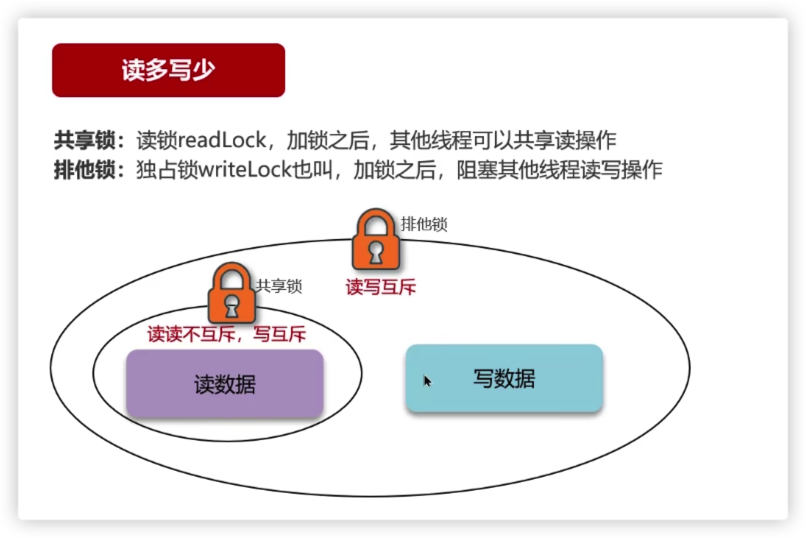 读多写少
共享锁：读锁readLock，加锁之后，其他线程可以共享读操作
排他锁：独占锁writeLock也叫，加锁之后，阻塞其他线程读写操作
排他锁
读写互斥
共享锁
读读不互斥，写互斥
读数据
写数据